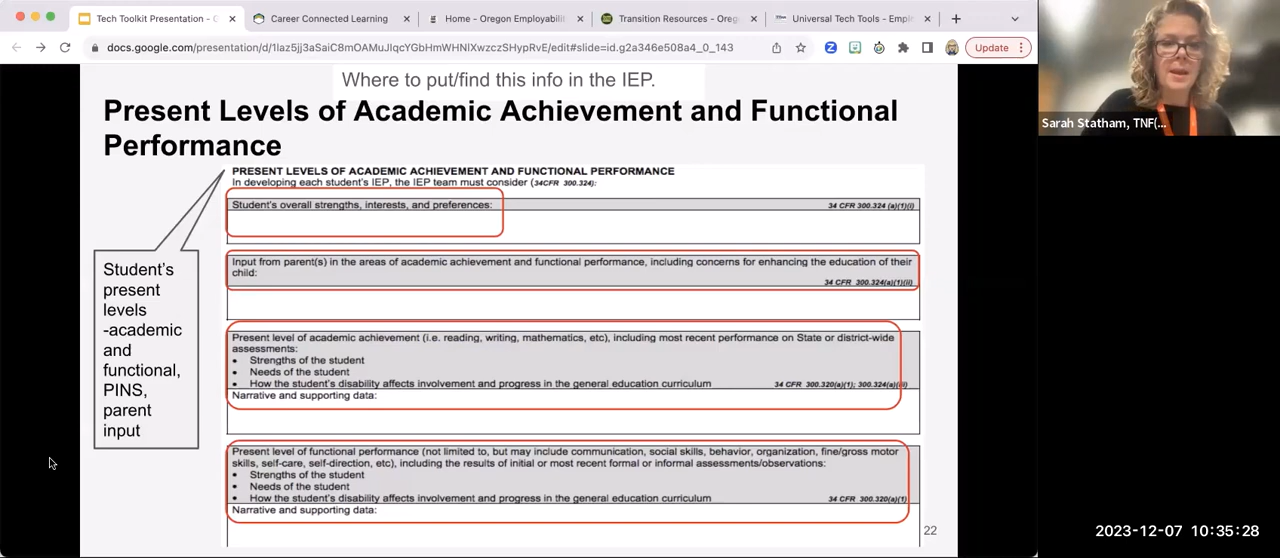 Tech Toolkit Presentation - G
Career Connected Learning
Home - Oregon Employabilit
Transition Resources - Oreg
Universal Tech Tools - Empl
docs.google.com/presentation/d/1laz5jj3aSaiC8mOAMuJlqcYGbHmWHNIXwzczSHypRvE/edit#slide=id.g2a346e508a4_0_143
Update
Where to put/find this info in the IEP.
Present Levels of Academic Achievement and Functional
Performance
PRESENT LEVELS OF ACADEMIC ACHIEVEMENT AND FUNCTIONAL PERFORMANCE
In developing each student's IEP, the IEP team must consider (34CFR 300.324):
Student's overall strengths, interests, and preferences: 34 CFR 300.324 (a)(1)(i)
Input from parent(s) in the areas of academic achievement and functional performance, including concerns for enhancing the education of their
child:
34 CFR 300.324(a)(1)(ii)
Present level of academic achievement (i.e. reading, writing, mathematics, etc), including most recent performance on State or district-wide
assessments:
• Strengths of the student
• Needs of the student
• How the student's disability affects involvement and progress in the general education curriculum 34 CFR 300.320(a)(1); 300.324(a)(iii)
Narrative and supporting data:
Present level of functional performance (not limited to, but may include communication, social skills, behavior, organization, fine/gross motor
skills, self-care, self-direction, etc), including the results of initial or most recent formal or informal assessments/observations:
• Strengths of the student
• Needs of the student
• How the student's disability affects involvement and progress in the general education curriculum 34 CFR 300.320(a)(1)
Narrative and supporting data:
Student's
present
levels
-academic
and
functional,
PINS,
parent
input
22
Sarah Statham, TNF(...
2023-12-07 10:35:28